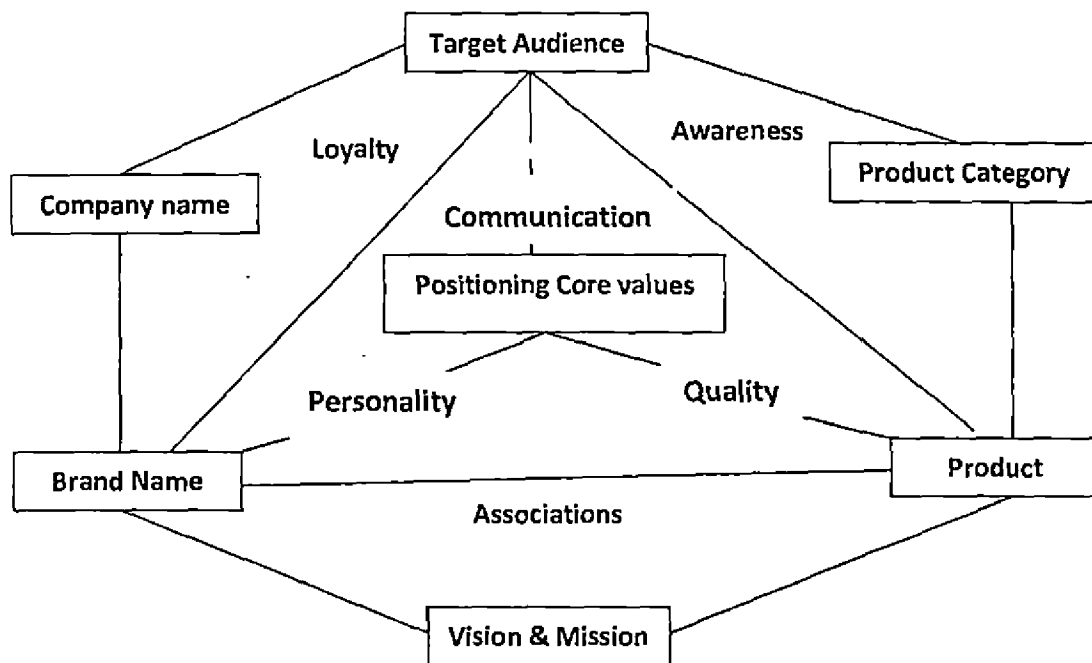 Target Audience
Awareness
Loyalty
Product Category
Company name
Communication
Positioning Core values
Personality
Quality
Brand Name
Product
Associations
Vision & Mission